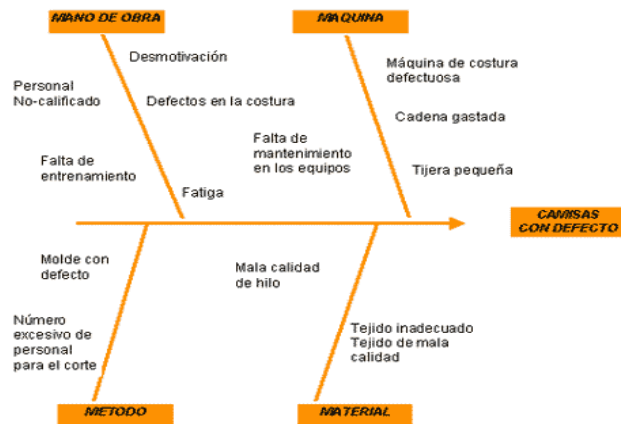 MANO DE OBRA
MAQUINA
Desmotivación
Personal
No-calificado
Defectos en la costura
Falta de
entrenamiento
Fatiga
Máquina de costura
defectuosa
Cadena gastada
Falta de
mantenimiento
en los equipos
Tijera pequeña
CAMISAS
CON DEFECTO
Molde con
defecto
Número
excesivo de
personal
para el corte
Mala calidad
de hilo
Tejido inadecuado
Tejido de mala
calidad
METODO
MATERIAL